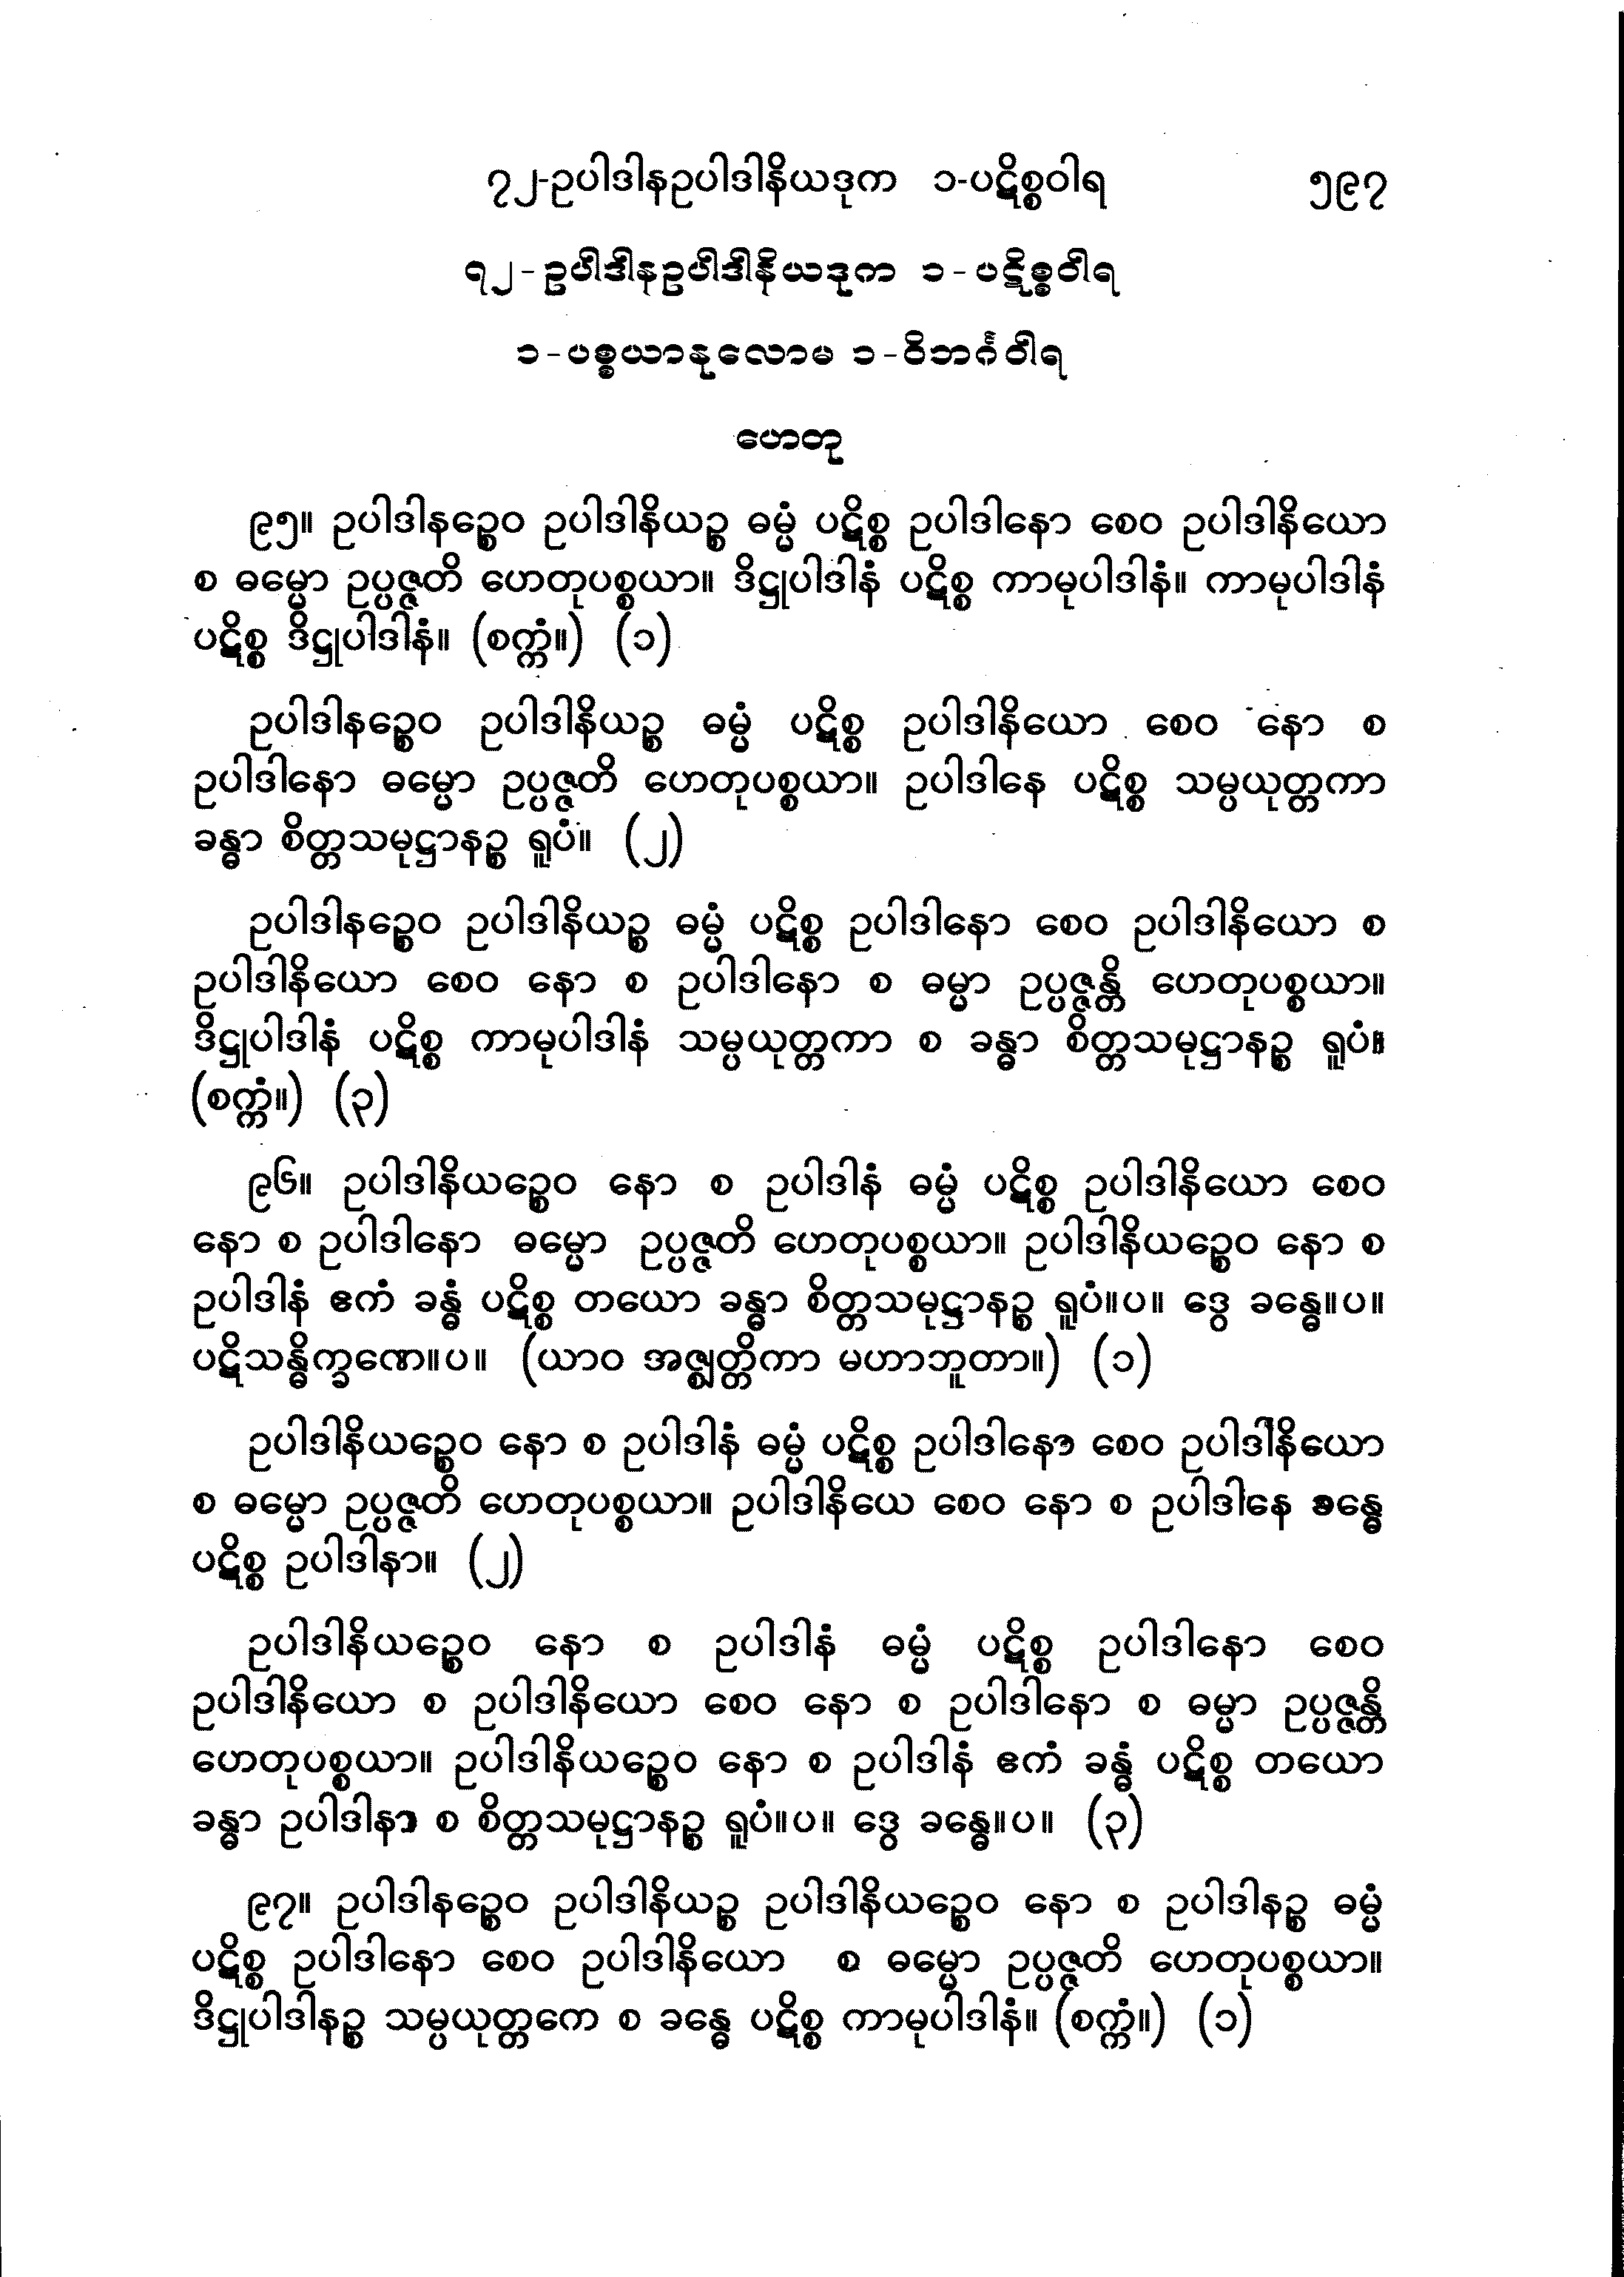 ၇၂-ဥပါဒါနဥပါဒါနိယဒုက ၁-ပဋိစ္စဝါရ ၅၉၇
၇၂-ဥပါဒါနဥပါဒါနိယဒုက ၁-ပဋိစ္စဝါရ
၁-ပစ္စယာနုလောမ ၁-ဝိဘင်္ဂဝါရ
ဟေတု
၉၅။ ဥပါဒါနဉ္စေဝ ဥပါဒါနိယဉ္စ ဓမ္မံ ပဋိစ္စ ဥပါဒါနော စေဝ ဥပါဒါနိယော
စ ဓမ္မော ဥပ္ပဇ္ဇတိ ဟေတုပစ္စယာ။ ဒိဋ္ဌုပါဒါနံ ပဋိစ္စ ကာမုပါဒါနံ။ ကာမုပါဒါနံ
ပဋိစ္စ ဒိဋ္ဌုပါဒါနံ။ (စက္ကံ။) (၁)
ဥပါဒါနဉ္စေဝ ဥပါဒါနိယဉ္စ ဓမ္မံ ပဋိစ္စ ဥပါဒါနိယော စေဝ နော စ
ဥပါဒါနော ဓမ္မော ဥပ္ပဇ္ဇတိ ဟေတုပစ္စယာ။ ဥပါဒါနေ ပဋိစ္စ သမ္ပယုတ္တကာ
ခန္ဓာ စိတ္တသမုဋ္ဌာနဉ္စ ရူပံ။ (၂)
ဥပါဒါနဉ္စေဝ ဥပါဒါနိယဉ္စ ဓမ္မံ ပဋိစ္စ ဥပါဒါနော စေဝ ဥပါဒါနိယော စ
ဥပါဒါနိယော စေဝ နော စ ဥပါဒါနော စ ဓမ္မာ ဥပ္ပဇ္ဇန္တိ ဟေတုပစ္စယာ။
ဒိဋ္ဌုပါဒါနံ ပဋိစ္စ ကာမုပါဒါနံ သမ္ပယုတ္တကာ စ ခန္ဓာ စိတ္တသမုဋ္ဌာနဉ္စ ရူပံ။
(စက္ကံ။) (၃)
၉၆။ ဥပါဒါနိယဉ္စေဝ နော စ ဥပါဒါနံ ဓမ္မံ ပဋိစ္စ ဥပါဒါနိယော စေဝ
နော စ ဥပါဒါနော ဓမ္မော ဥပ္ပဇ္ဇတိ ဟေတုပစ္စယာ။ ဥပါဒါနိယဉ္စေဝ နော စ
ဥပါဒါနံ ဧကံ ခန္ဓံ ပဋိစ္စ တယော ခန္ဓာ စိတ္တသမုဋ္ဌာနဉ္စ ရူပံ။ပ။ ဒွေ ခန္ဓေ။ပ။
ပဋိသန္ဓိက္ခဏေ။ပ။ (ယာဝ အဇ္ဈတ္တိကာ မဟာဘူတာ။) (၁)
ဥပါဒါနိယဉ္စေဝ နော စ ဥပါဒါနံ ဓမ္မံ ပဋိစ္စ ဥပါဒါနော စေဝ ဥပါဒါနိယော
စ ဓမ္မော ဥပ္ပဇ္ဇတိ ဟေတုပစ္စယာ။ ဥပါဒါနိယေ စေဝ နော စ ဥပါဒါနေ ခန္ဓေ
ပဋိစ္စ ဥပါဒါနာ။ (၂)
ဥပါဒါနိယဉ္စေဝ နော စ ဥပါဒါနံ ဓမ္မံ ပဋိစ္စ ဥပါဒါနော စေဝ
ဥပါဒါနိယော စ ဥပါဒါနိယော စေဝ နော စ ဥပါဒါနော စ ဓမ္မာ ဥပ္ပဇ္ဇန္တိ
ဟေတုပစ္စယာ။ ဥပါဒါနိယဉ္စေဝ နော စ ဥပါဒါနံ ဧကံ ခန္ဓံ ပဋိစ္စ တယော
ခန္ဓာ ဥပါဒါနာ စ စိတ္တသမုဋ္ဌာနဉ္စ ရူပံ။ပ။ ဒွေ ခန္ဓေ။ပ။ (၃)
၉၇။ ဥပါဒါနဉ္စေဝ ဥပါဒါနိယဉ္စ ဥပါဒါနိယဉ္စေဝ နော စ ဥပါဒါနဉ္စ ဓမ္မံ
ပဋိစ္စ ဥပါဒါနော စေဝ ဥပါဒါနိယော စ ဓမ္မော ဥပ္ပဇ္ဇတိ ဟေတုပစ္စယာ။
ဒိဋ္ဌုပါဒါနဉ္စ သမ္ပယုတ္တကေ စ ခန္ဓေ ပဋိစ္စ ကာမုပါဒါနံ။ (စက္ကံ။) (၁)